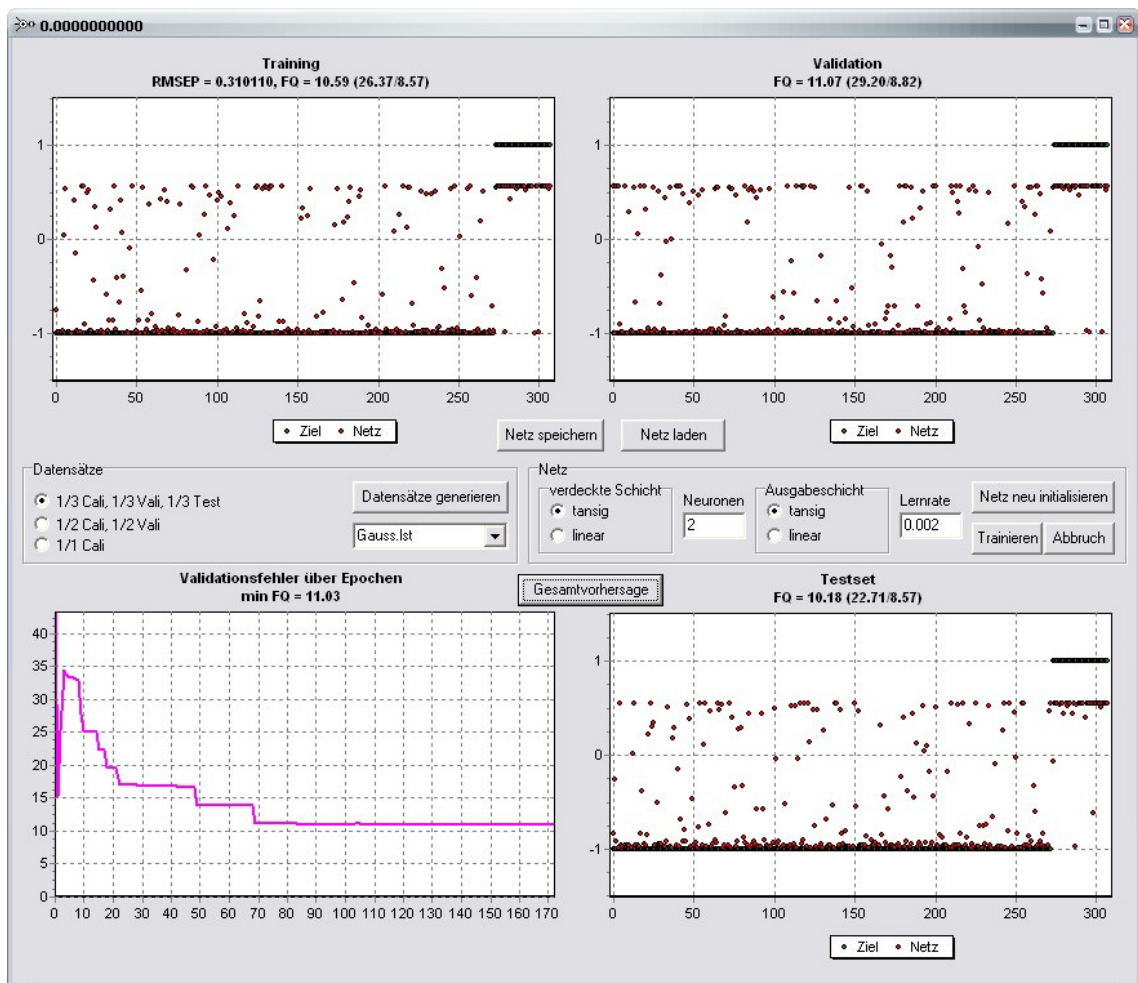 0.0000000000
Training
RMSEP = 0.310110, FQ = 10.59 (26.37/8.57)
1
0
-1
0 50 100 150 200 250 300
Ziel Netz
Validation
FQ = 11.07 (29.20/8.82)
1
0
-1
0 50 100 150 200 250 300
Ziel Netz
Netz speichern
Netz laden
Datensätze
1/3 Cali, 1/3 Vali, 1/3 Test
1/2 Cali, 1/2 Vali
1/1 Cali
Datensätze generieren
Gauss.lst
Netz
verdeckte Schicht
tansig
linear
Neuronen
2
Ausgabeschicht
tansig
linear
Lernrate
0.002
Netz neu initialisieren
Trainieren
Abbruch
Validationsfehler über Epochen
min FQ = 11.03
40
35
30
25
20
15
10
5
0
0 10 20 30 40 50 60 70 80 90 100 110 120 130 140 150 160 170
Gesamtvorhersage
Testset
FQ = 10.18 (22.71/8.57)
1
0
-1
0 50 100 150 200 250 300
Ziel Netz